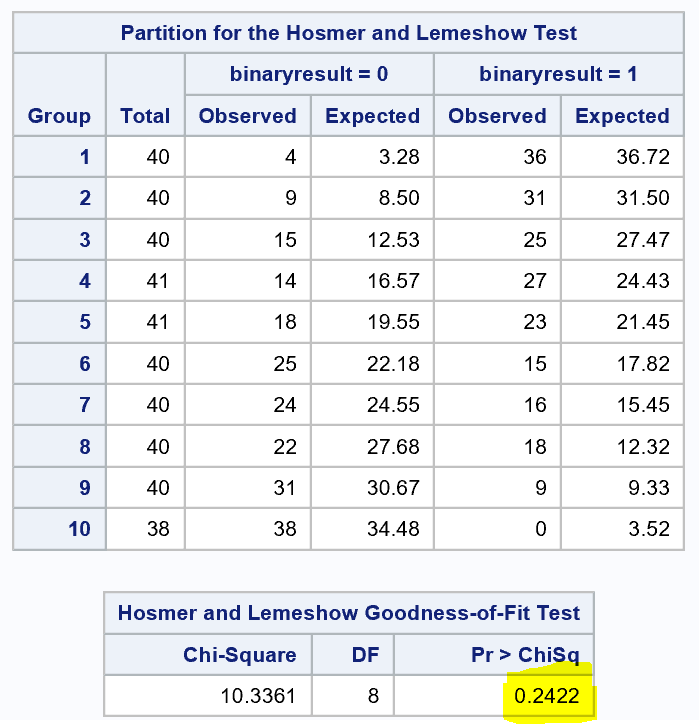 Partition for the Hosmer and Lemeshow Test
binaryresult = 0 binaryresult = 1
Group Total Observed Expected Observed Expected
1 40 4 3.28 36 36.72
2 40 9 8.50 31 31.50
3 40 15 12.53 25 27.47
4 41 14 16.57 27 24.43
5 41 18 19.55 23 21.45
6 40 25 22.18 15 17.82
7 40 24 24.55 16 15.45
8 40 22 27.68 18 12.32
9 40 31 30.67 9 9.33
10 38 38 34.48 0 3.52
Hosmer and Lemeshow Goodness-of-Fit Test
Chi-Square DF Pr > ChiSq
10.3361 8 0.2422